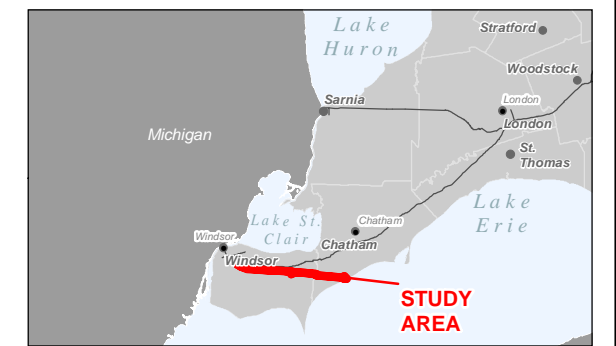 Lake
Huron
Stratford
Woodstock
Sarnia
London
London
Michigan
St.
Thomas
Lake
Erie
Lake St.
Clair
Chatham
Chatham
Windsor
Windsor
STUDY
AREA